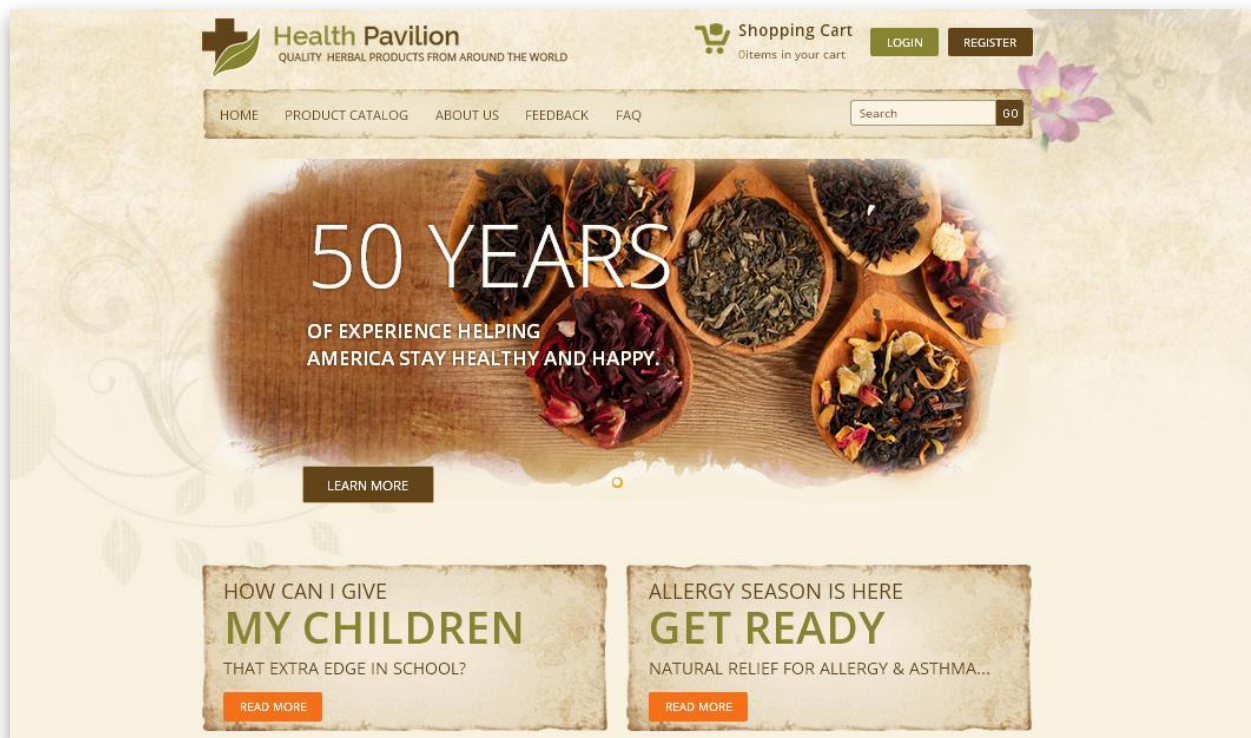 Health Pavilion
QUALITY HERBAL PRODUCTS FROM AROUND THE WORLD
Shopping Cart
0items in your cart
LOGIN
REGISTER
HOME PRODUCT CATALOG ABOUT US FEEDBACK FAQ
Search GO
50 YEARS
OF EXPERIENCE HELPING
AMERICA STAY HEALTHY AND HAPPY.
LEARN MORE
HOW CAN I GIVE
MY CHILDREN
THAT EXTRA EDGE IN SCHOOL?
READ MORE
ALLERGY SEASON IS HERE
GET READY
NATURAL RELIEF FOR ALLERGY & ASTHMA...
READ MORE